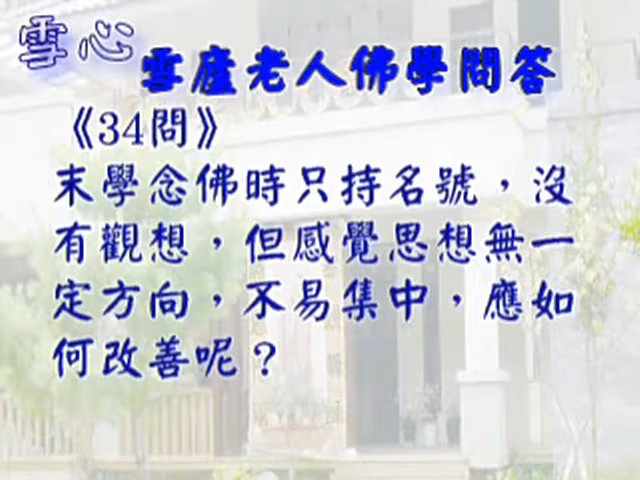 雪心
雪廬老人佛學問答
《34問》
末學念佛時只持名號，沒
有觀想，但感覺思想無一
定方向，不易集中，應如
何改善呢？